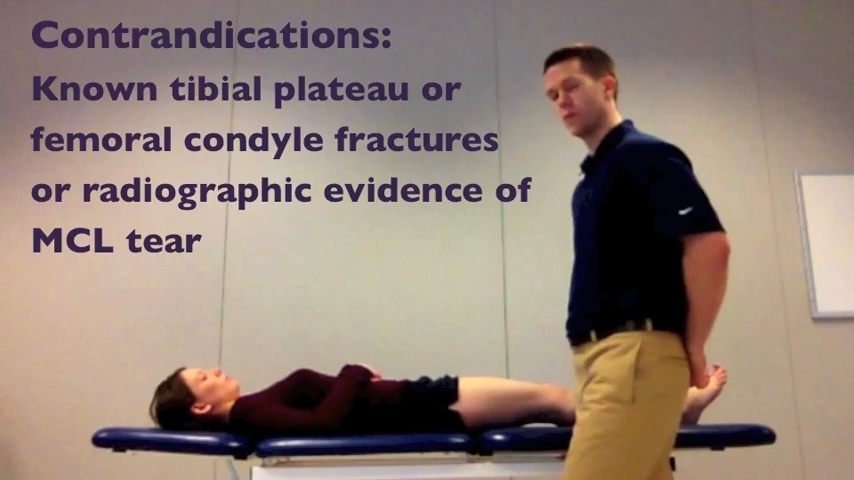 Contrandications:
Known tibial plateau or
femoral condyle fractures
or radiographic evidence of
MCL tear